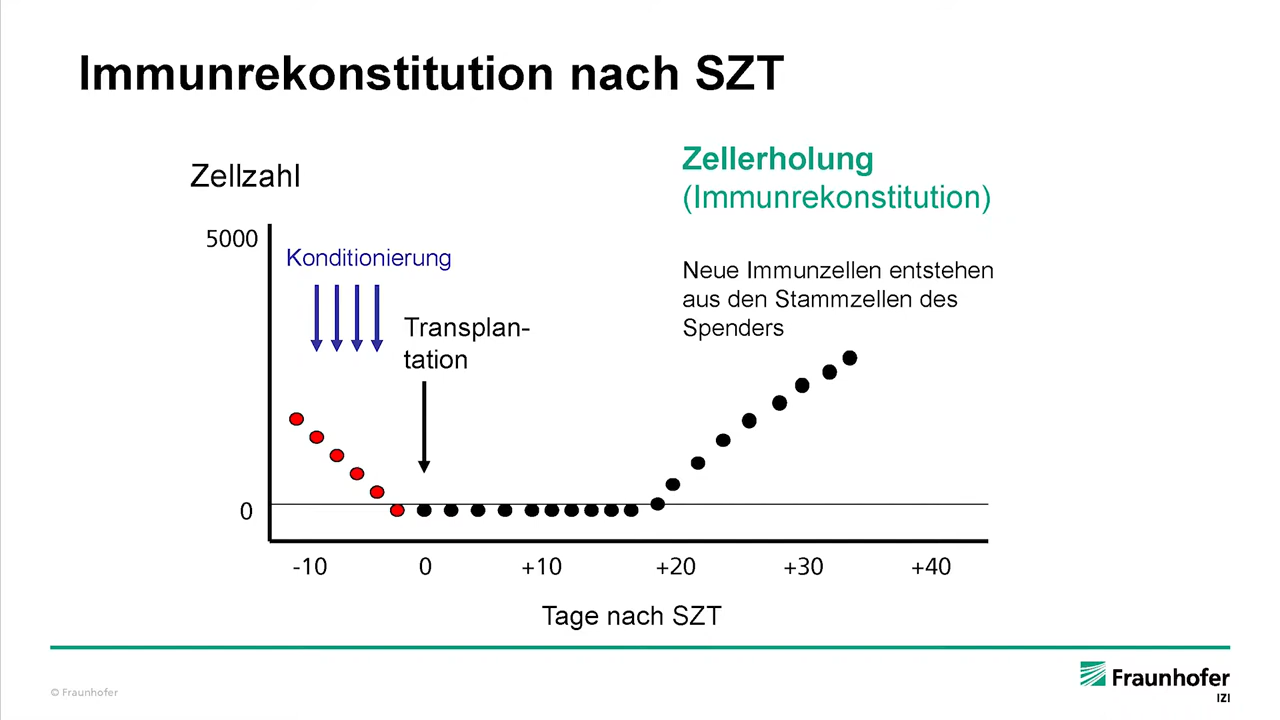 Immunrekonstitution nach SZT
Zellzahl
Zellerholung
(Immunrekonstitution)
5000
Konditionierung
Neue Immunzellen entstehen
aus den Stammzellen des
Spenders
Transplan-
tation
0
-10 0 +10 +20 +30 +40
Tage nach SZT
© Fraunhofer
Fraunhofer
IZI